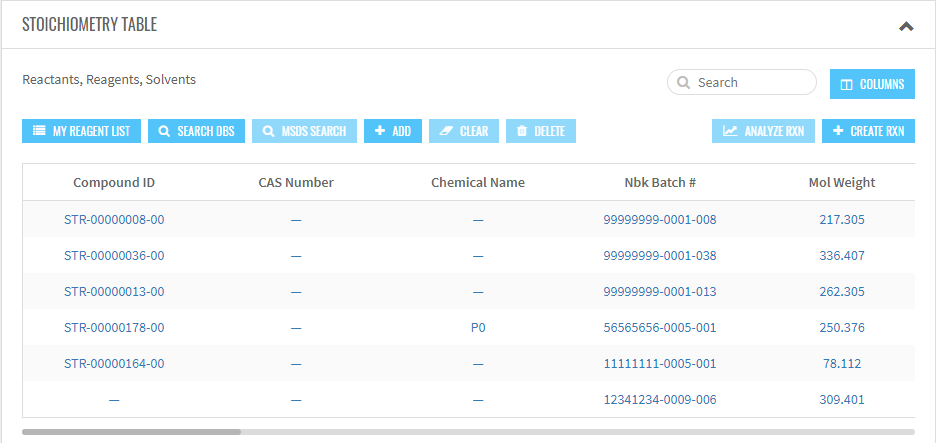 STOICHIOMETRY TABLE
Reactants, Reagents, Solvents
Search
COLUMNS
MY REAGENT LIST SEARCH DBS MSDS SEARCH ADD CLEAR DELETE ANALYZE RXN CREATE RXN
Compound ID CAS Number Chemical Name Nbk Batch # Mol Weight
STR-00000008-00 — — 99999999-0001-008 217.305
STR-00000036-00 — — 99999999-0001-038 336.407
STR-00000013-00 — — 99999999-0001-013 262.305
STR-00000178-00 — P0 56565656-0005-001 250.376
STR-00000164-00 — — 11111111-0005-001 78.112
— — — 12341234-0009-006 309.401